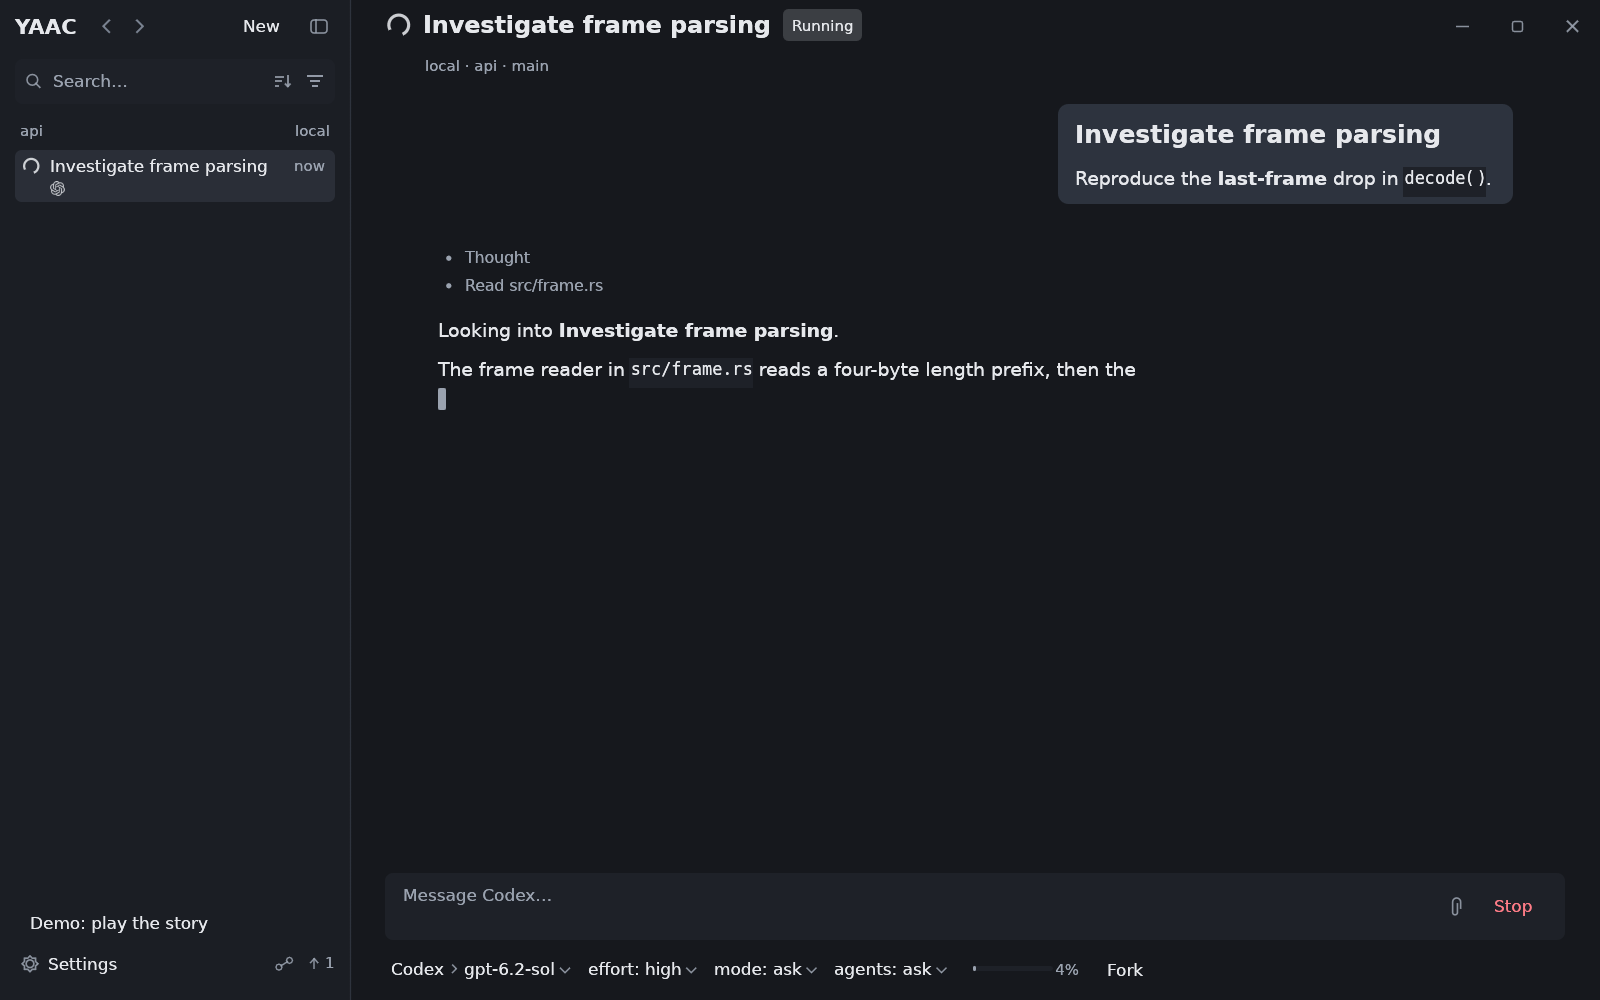 YAAC
New
Search...
api local
Investigate frame parsing now
Demo: play the story
Settings
1
Investigate frame parsing Running
local · api · main
Investigate frame parsing
Reproduce the last-frame drop in decode().
• Thought
• Read src/frame.rs
Looking into Investigate frame parsing.
The frame reader in src/frame.rs reads a four-byte length prefix, then the
Message Codex...
Stop
Codex gpt-6.2-sol effort: high mode: ask agents: ask 4% Fork